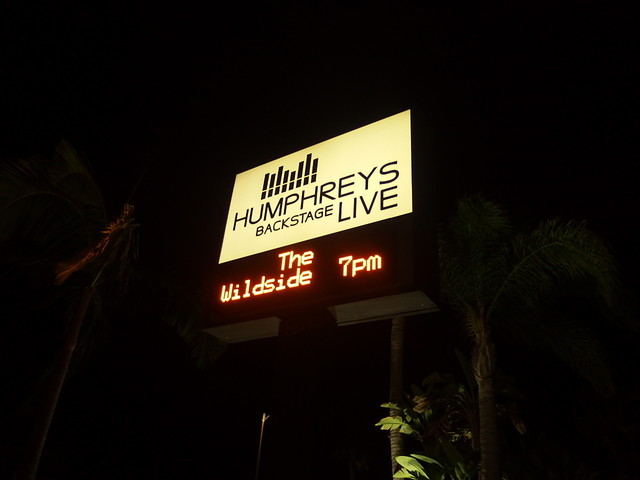 HUMPHREYS
BACKSTAGE LIVE
The
Wildside 7pm